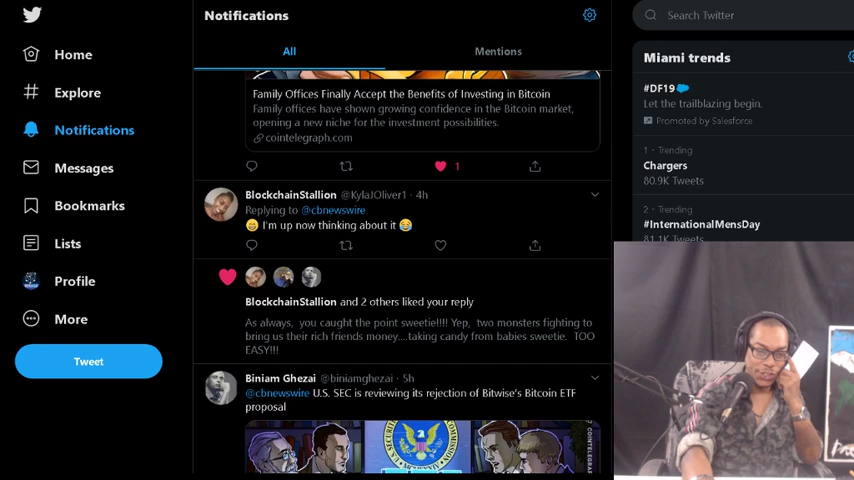 Home
Explore
Notifications
Messages
Bookmarks
Lists
Profile
More
Tweet
Notifications
All
Mentions
Family Offices Finally Accept the Benefits of Investing in Bitcoin
Family offices have shown growing confidence in the Bitcoin market,
opening a new niche for the investment possibilities.
cointelegraph.com
1
BlockchainStallion @KylaJOliver1 · 4h
Replying to @cbnewswire
😁 I'm up now thinking about it 😂
BlockchainStallion and 2 others liked your reply
As always, you caught the point sweetie!!!! Yep, two monsters fighting to
bring us their rich friends money....taking candy from babies sweetie. TOO
EASY!!!
Biniam Ghezai @biniamghezai · 5h
@cbnewswire U.S. SEC is reviewing its rejection of Bitwise's Bitcoin ETF
proposal
COINTELEGRAPH
Search Twitter
Miami trends
#DF19
Let the trailblazing begin.
Promoted by Salesforce
1 · Trending
Chargers
80.9K Tweets
2 · Trending
#InternationalMensDay
81.1K Tweets